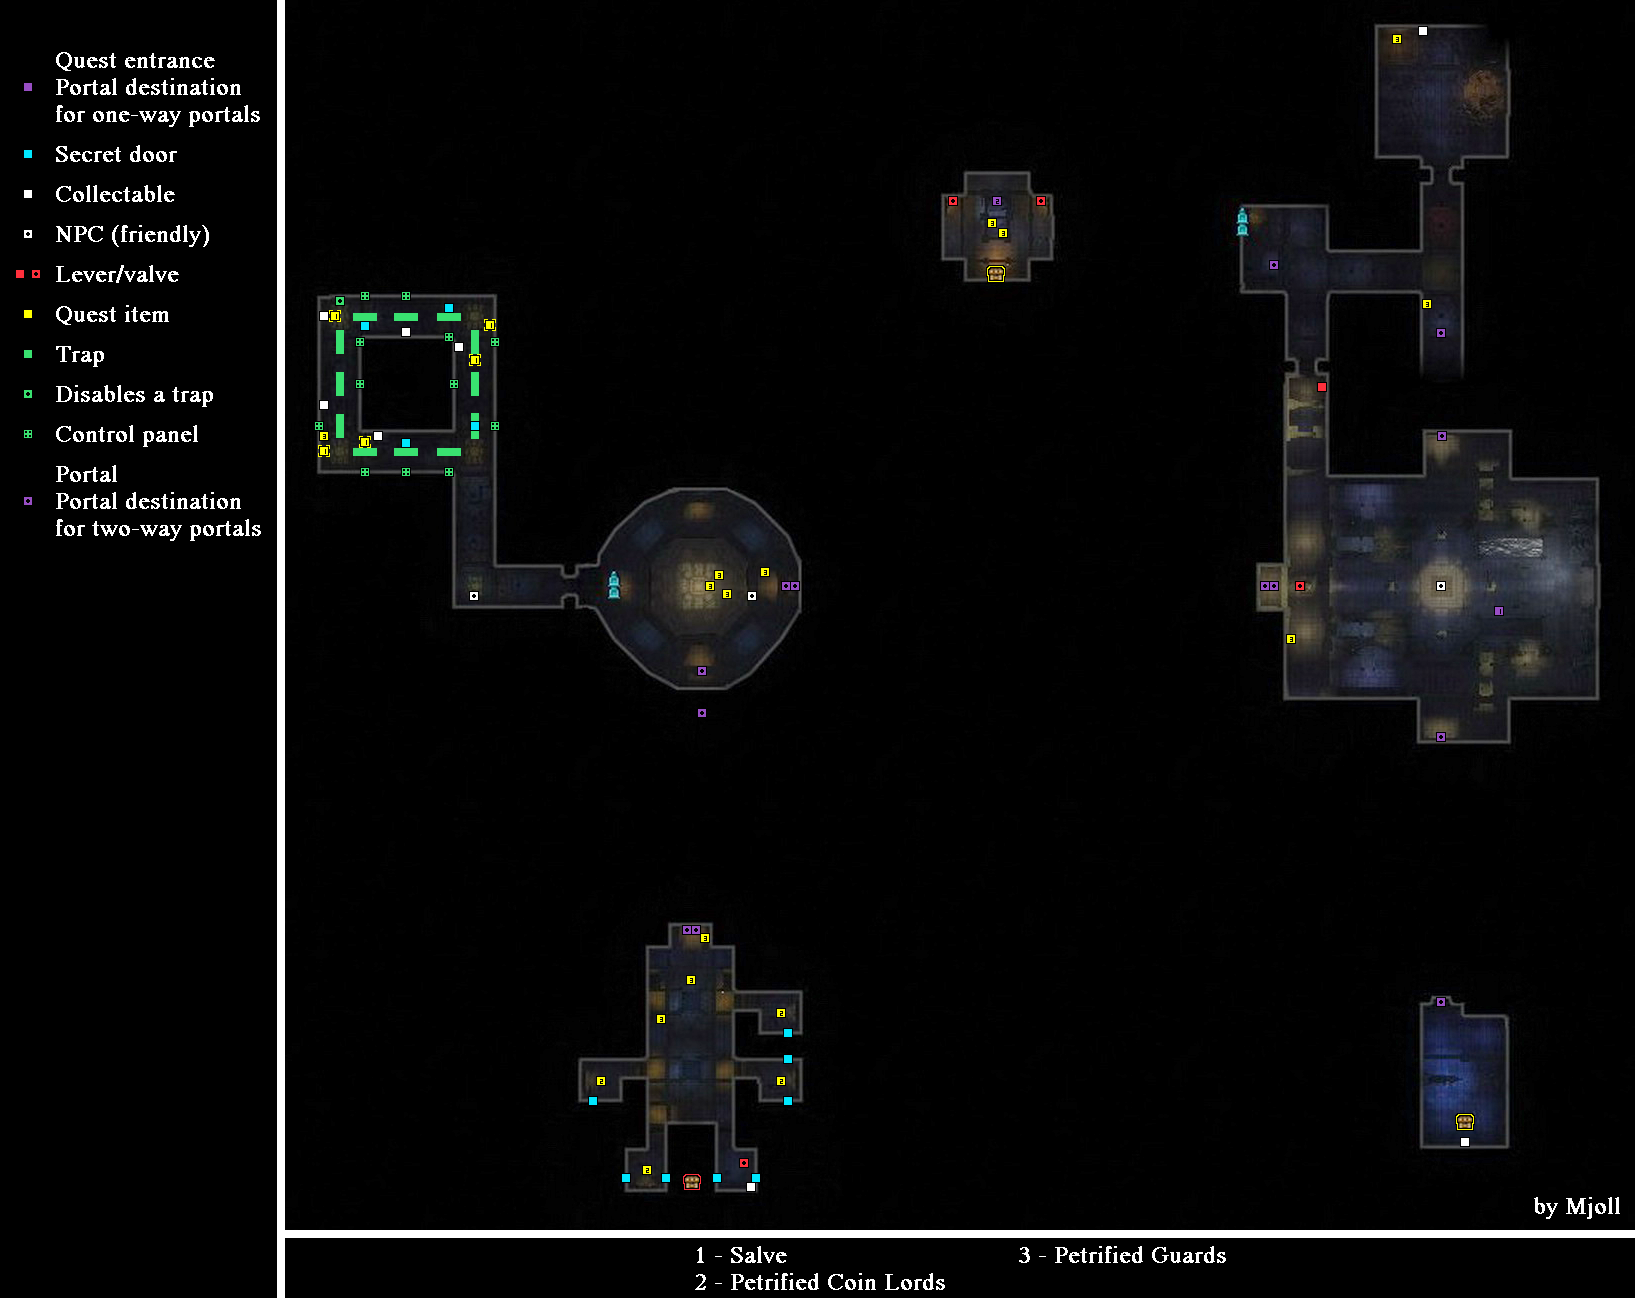 Quest entrance
Portal destination
for one-way portals
Secret door
Collectable
NPC (friendly)
Lever/valve
Quest item
Trap
Disables a trap
Control panel
Portal
Portal destination
for two-way portals
by Mjoll
1 - Salve
2 - Petrified Coin Lords
3 - Petrified Guards